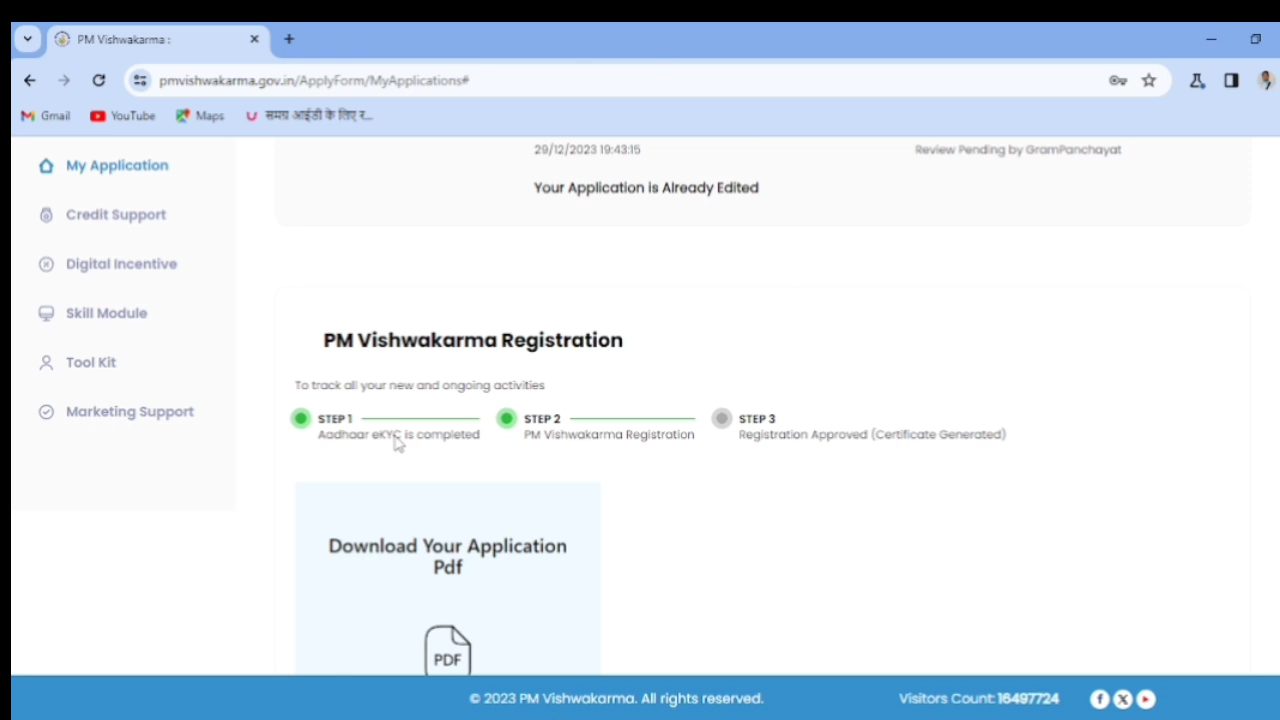 PM Vishwakarma :
pmvishwakarma.gov.in/ApplyForm/MyApplications#
Gmail YouTube Maps समग्र आईडी के लिए र...
My Application
Credit Support
Digital Incentive
Skill Module
Tool Kit
Marketing Support
29/12/2023 19:43:15 Review Pending by GramPanchayat
Your Application is Already Edited
PM Vishwakarma Registration
To track all your new and ongoing activities
STEP 1 STEP 2 STEP 3
Aadhaar eKYC is completed PM Vishwakarma Registration Registration Approved (Certificate Generated)
Download Your Application
Pdf
PDF
© 2023 PM Vishwakarma. All rights reserved. Visitors Count: 16497724